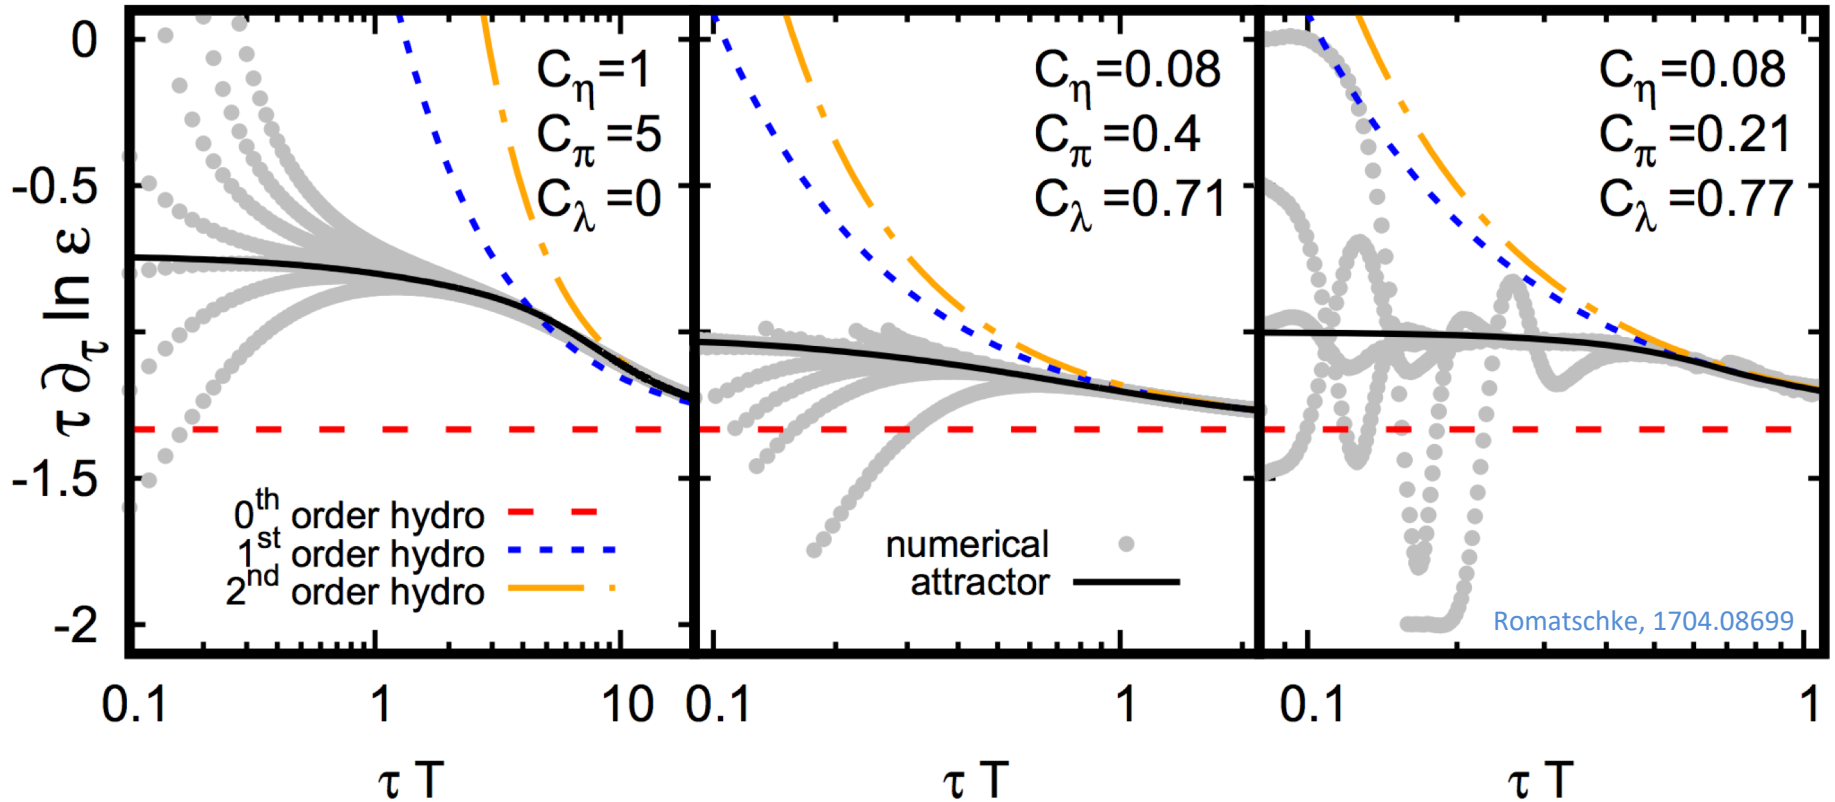 0
-0.5
-1.5
-2
τ ∂τ ln ε
Cη=1
Cπ=5
Cλ=0
0th order hydro
1st order hydro
2nd order hydro
Cη=0.08
Cπ=0.4
Cλ=0.71
numerical
attractor
Cη=0.08
Cπ=0.21
Cλ=0.77
Romatschke, 1704.08699
0.1 1 10
0.1 1
0.1 1
τ T
τ T
τ T